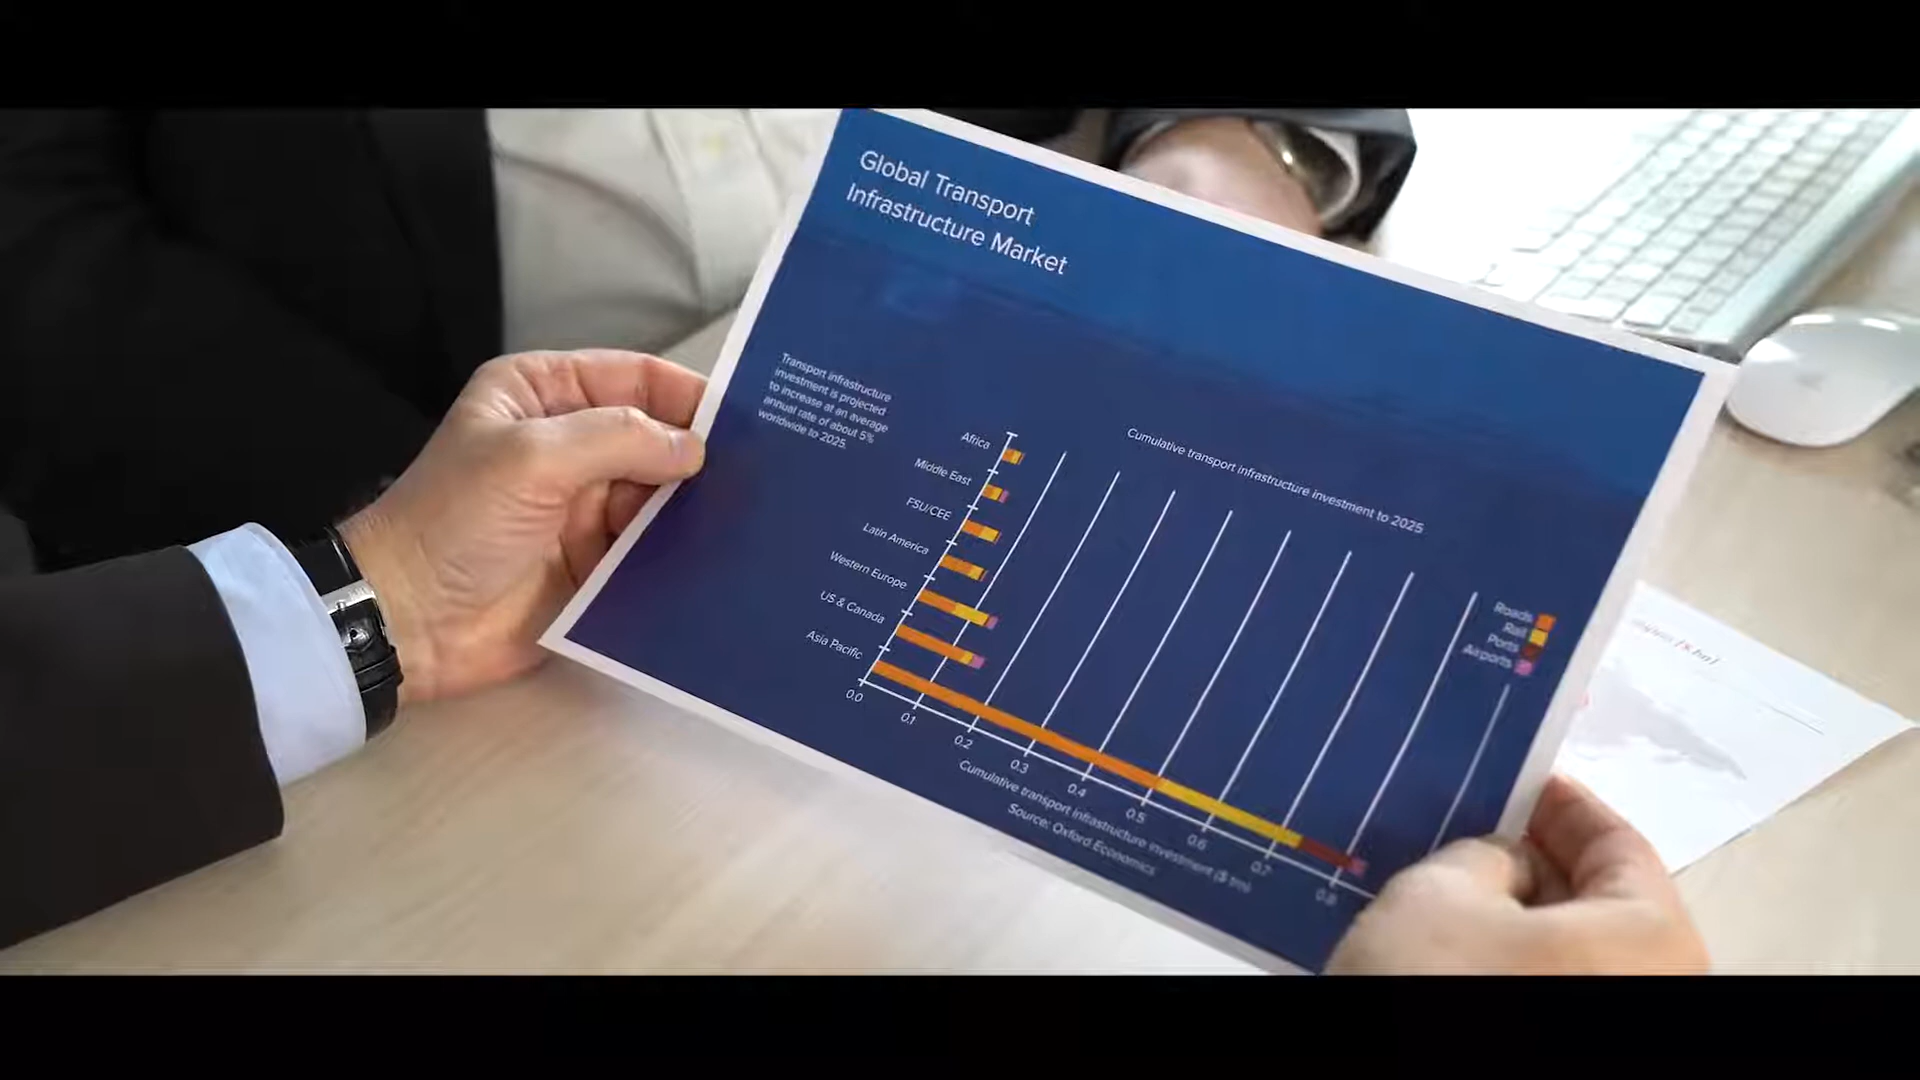 Global Transport
Infrastructure Market
Transport infrastructure
investment is projected
to increase at an average
annual rate of about 5%
worldwide to 2025.
Cumulative transport infrastructure investment to 2025
Africa
Middle East
FSU/CEE
Latin America
Western Europe
US & Canada
Asia Pacific
Roads
Rail
Ports
Airports
0.0
0.1
0.2
0.3
0.4
0.5
0.6
0.7
0.8
Cumulative transport infrastructure investment ($ tn)
Source: Oxford Economics